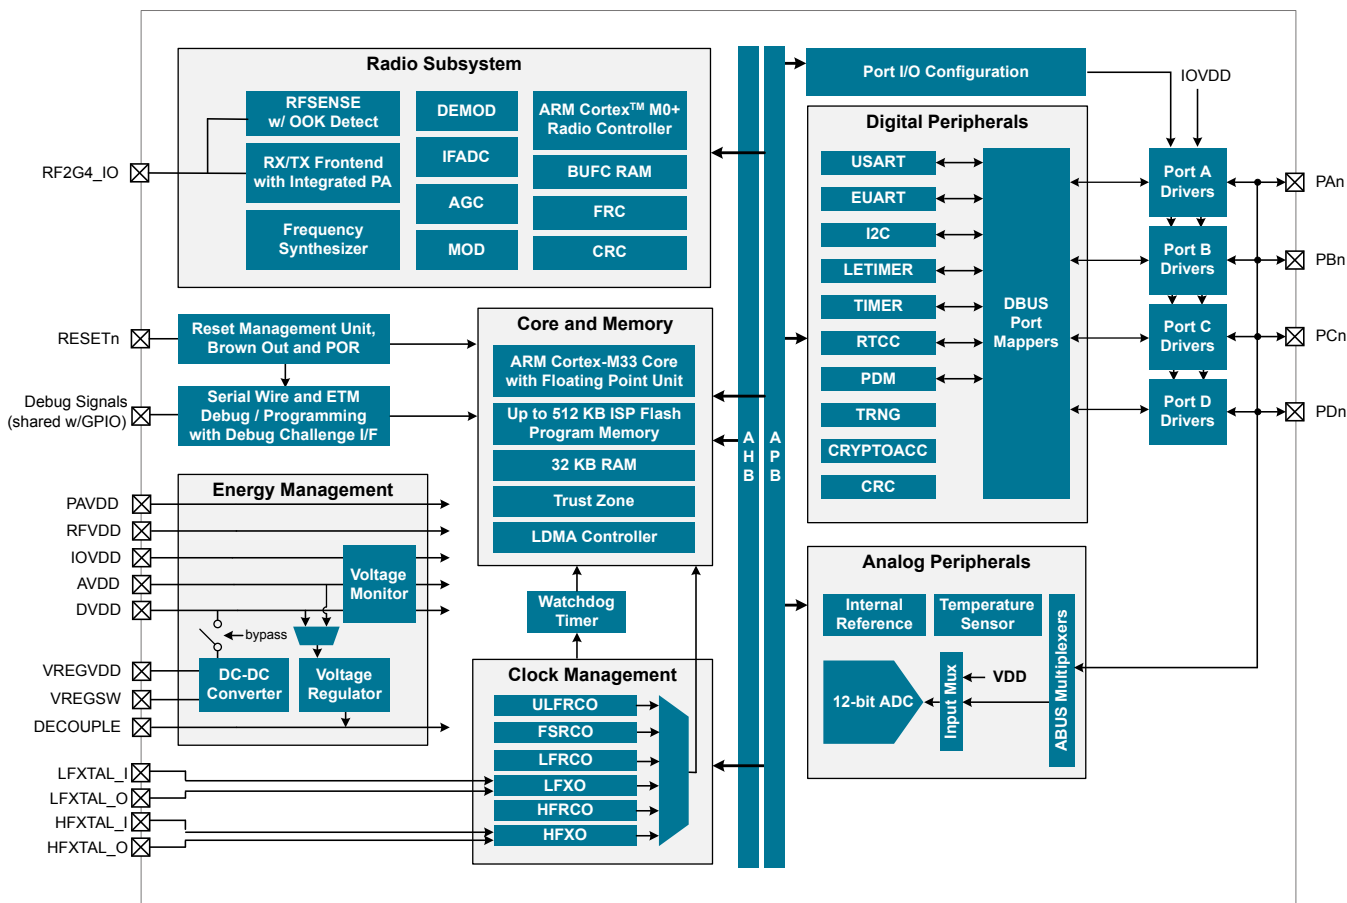 Radio Subsystem
RFSENSE
w/ OOK Detect
RX/TX Frontend
with Integrated PA
Frequency
Synthesizer
DEMOD
IFADC
AGC
MOD
ARM Cortex™ M0+
Radio Controller
BUFC RAM
FRC
CRC
RF2G4_IO
RESETn
Reset Management Unit,
Brown Out and POR
Debug Signals
(shared w/GPIO)
Serial Wire and ETM
Debug / Programming
with Debug Challenge I/F
Core and Memory
ARM Cortex-M33 Core
with Floating Point Unit
Up to 512 KB ISP Flash
Program Memory
32 KB RAM
Trust Zone
LDMA Controller
Energy Management
PAVDD
RFVDD
IOVDD
AVDD
DVDD
Voltage
Monitor
bypass
VREGVDD
VREGSW
DECOUPLE
DC-DC
Converter
Voltage
Regulator
Watchdog
Timer
Clock Management
ULFRCO
FSRCO
LFRCO
LFXO
HFRCO
HFXO
LFXTAL_I
LFXTAL_O
HFXTAL_I
HFXTAL_O
A
H
B
A
P
B
Port I/O Configuration
IOVDD
Digital Peripherals
USART
EUART
I2C
LETIMER
TIMER
RTCC
PDM
TRNG
CRYPTOACC
CRC
DBUS
Port
Mappers
Port A
Drivers
Port B
Drivers
Port C
Drivers
Port D
Drivers
PAn
PBn
PCn
PDn
Analog Peripherals
Internal
Reference
Temperature
Sensor
12-bit ADC
Input Mux
VDD
ABUS Multiplexers